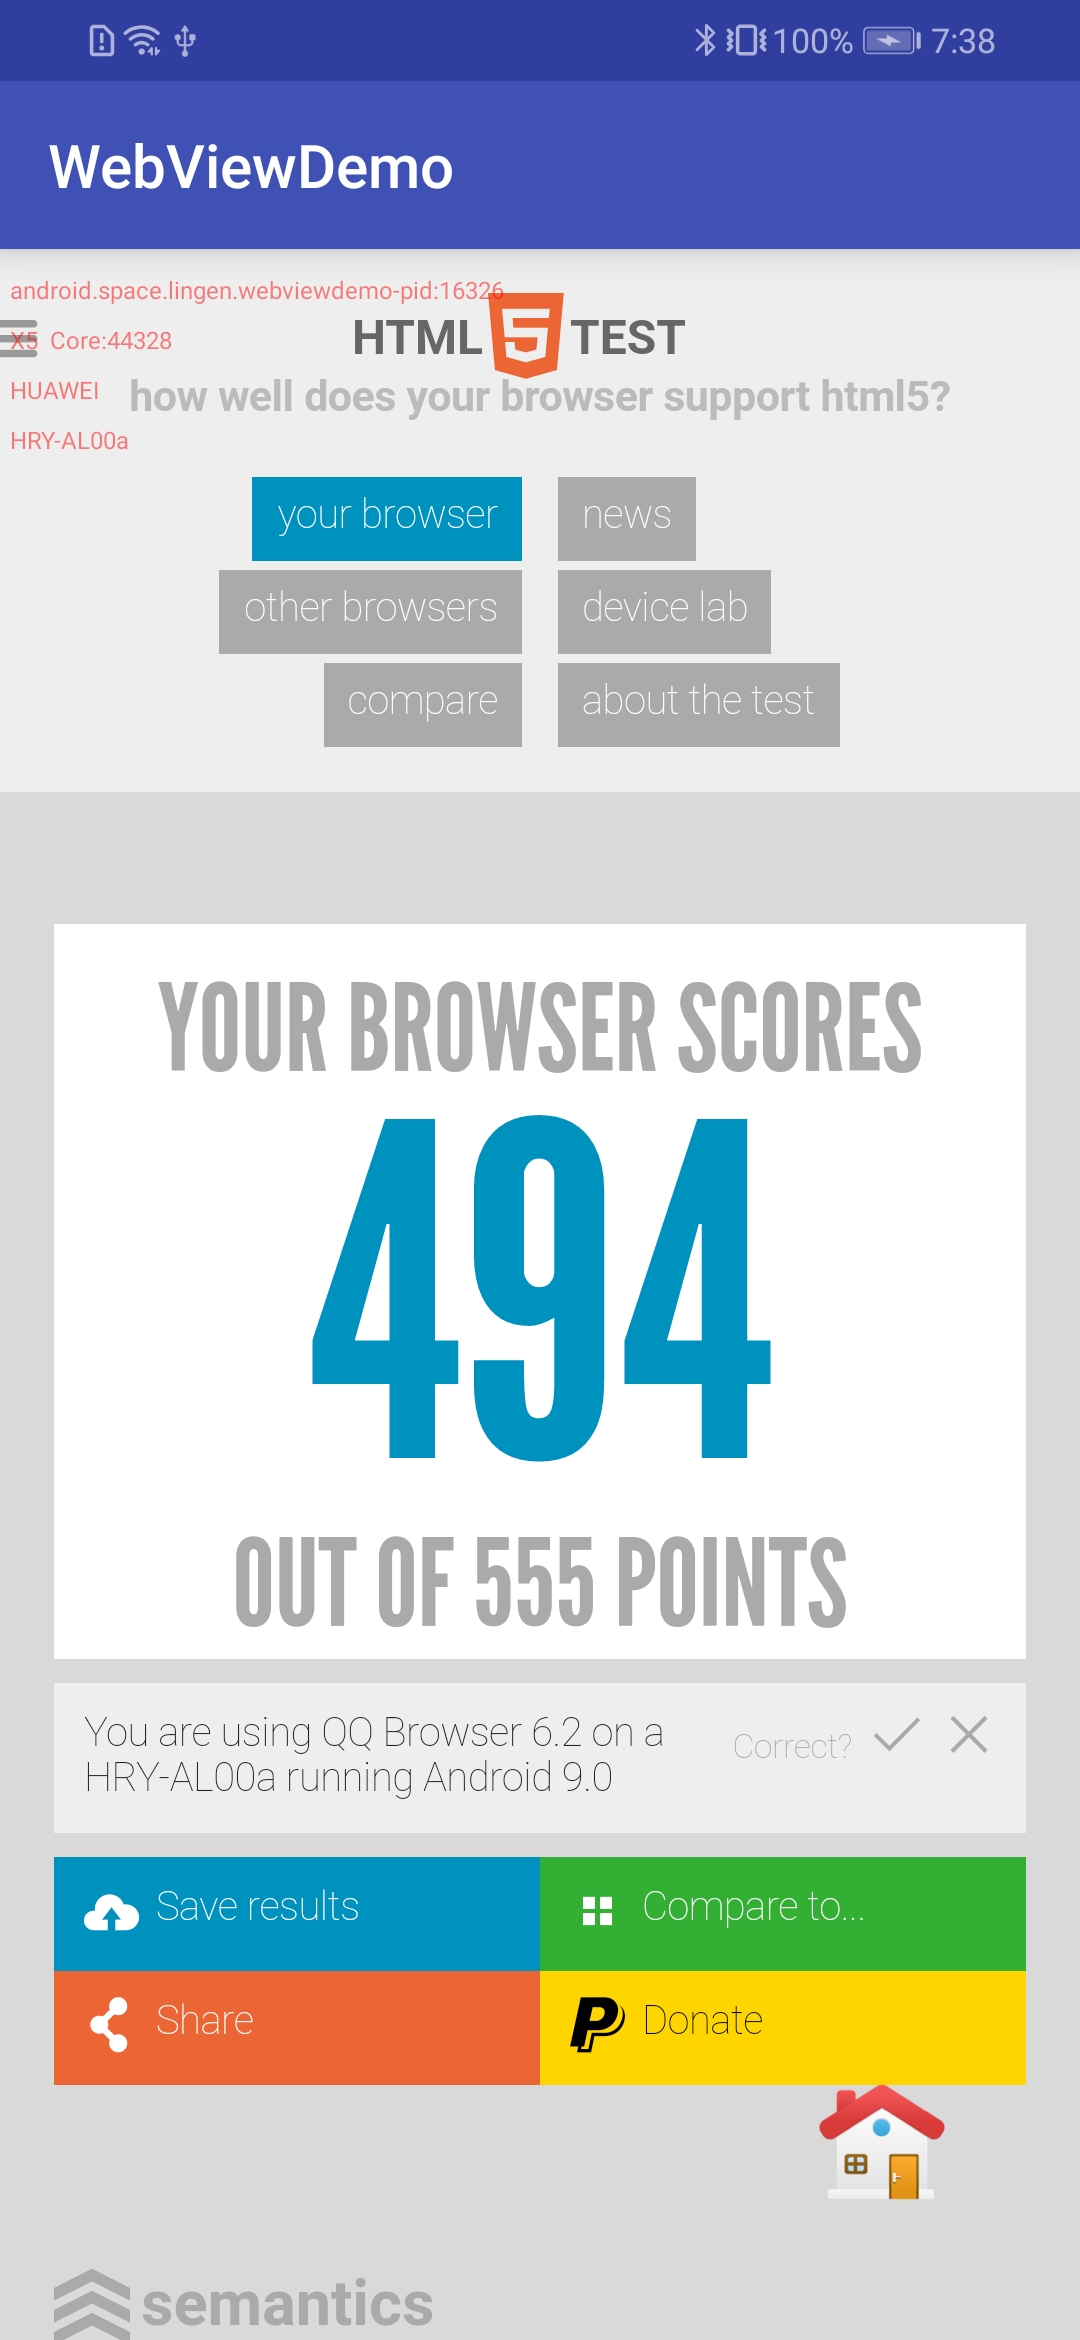 100% 7:38
WebViewDemo
android.space.lingen.webviewdemo-pid:16326
HTML 5 TEST
X5 Core:44328
HUAWEI
how well does your browser support html5?
HRY-AL00a
your browser
news
other browsers
device lab
compare
about the test
YOUR BROWSER SCORES
494
OUT OF 555 POINTS
You are using QQ Browser 6.2 on a
HRY-AL00a running Android 9.0
Correct?
Save results
Compare to...
Share
Donate
semantics